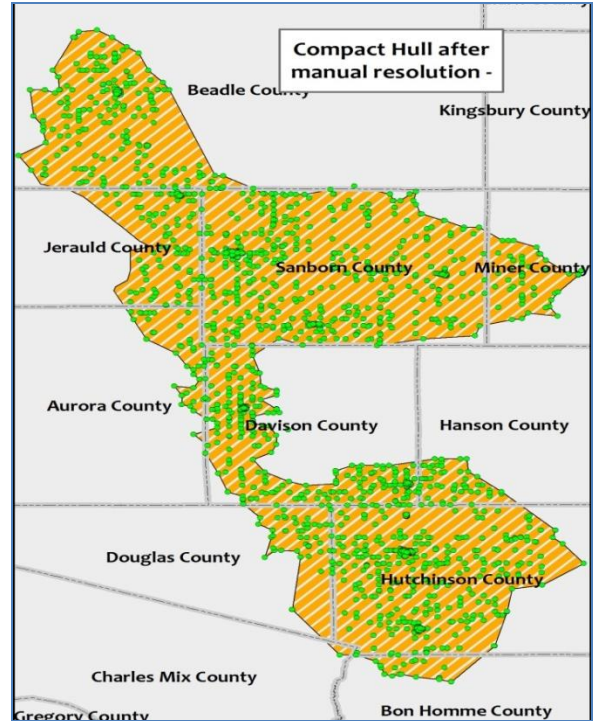 Compact Hull after
manual resolution -
Beadle County
Kingsbury County
Jerauld County
Sanborn County
Miner County
Aurora County
Davison County
Hanson County
Douglas County
Hutchinson County
Charles Mix County
Gregory County
Bon Homme County